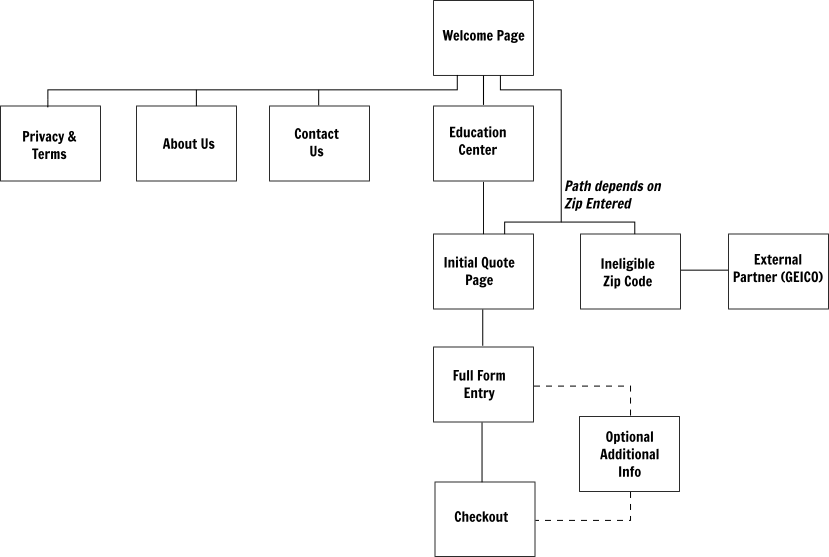 Welcome Page
Privacy &
Terms
About Us
Contact
Us
Education
Center
Path depends on
Zip Entered
Initial Quote
Page
Ineligible
Zip Code
External
Partner (GEICO)
Full Form
Entry
Optional
Additional
Info
Checkout